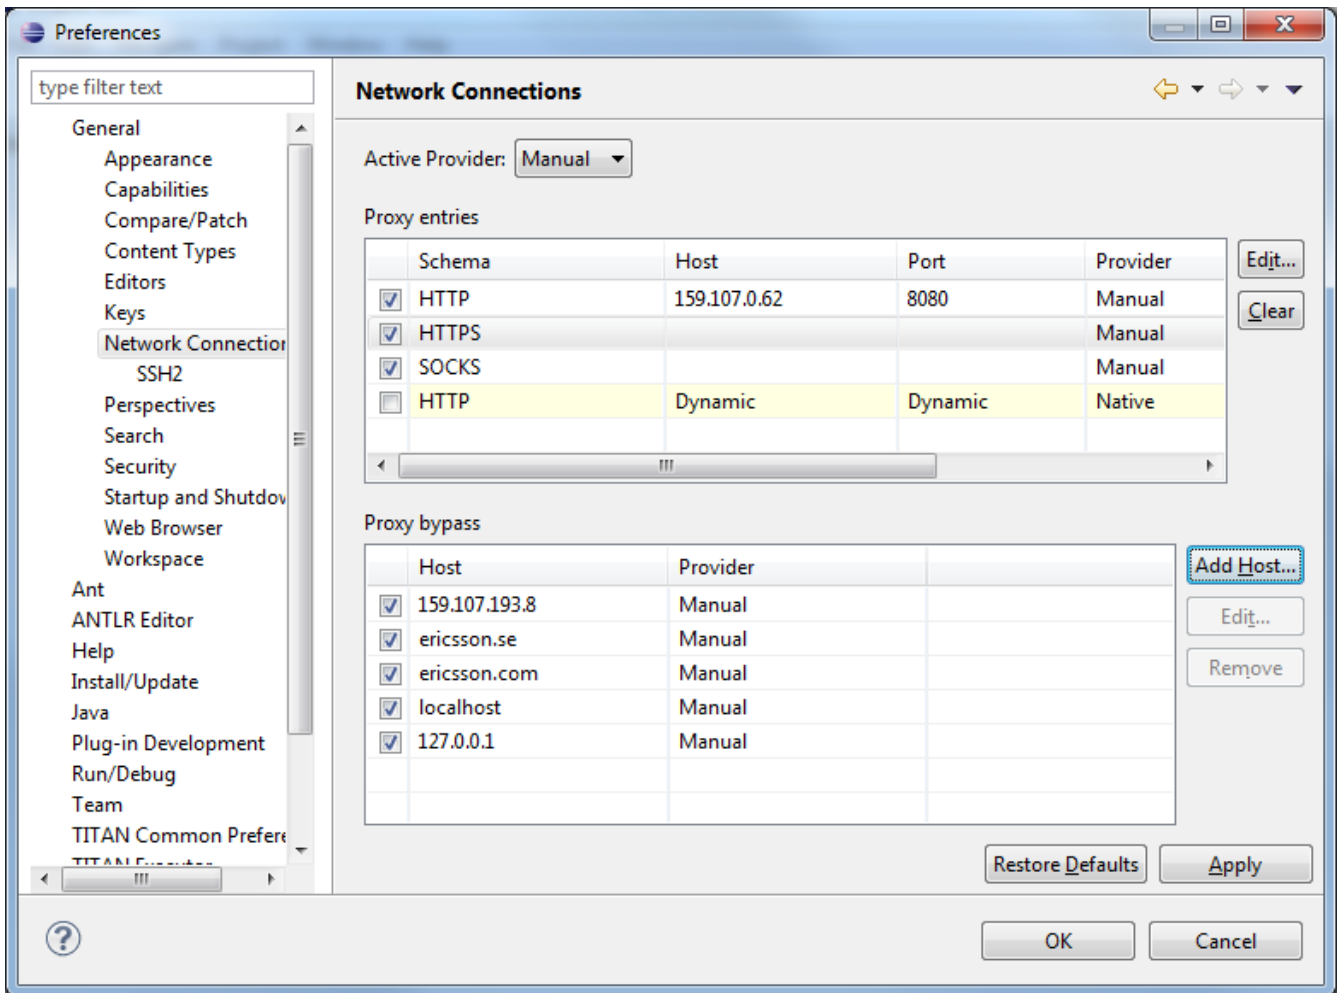 Preferences
type filter text
General
Appearance
Capabilities
Compare/Patch
Content Types
Editors
Keys
Network Connection
SSH2
Perspectives
Search
Security
Startup and Shutdov
Web Browser
Workspace
Ant
ANTLR Editor
Help
Install/Update
Java
Plug-in Development
Run/Debug
Team
TITAN Common Prefere
TITAN Executor
Network Connections
Active Provider: Manual
Proxy entries
Schema Host Port Provider
HTTP 159.107.0.62 8080 Manual
HTTPS Manual
SOCKS Manual
HTTP Dynamic Dynamic Native
Edit...
Clear
Proxy bypass
Host Provider
159.107.193.8 Manual
ericsson.se Manual
ericsson.com Manual
localhost Manual
127.0.0.1 Manual
Add Host...
Edit...
Remove
Restore Defaults Apply
OK Cancel